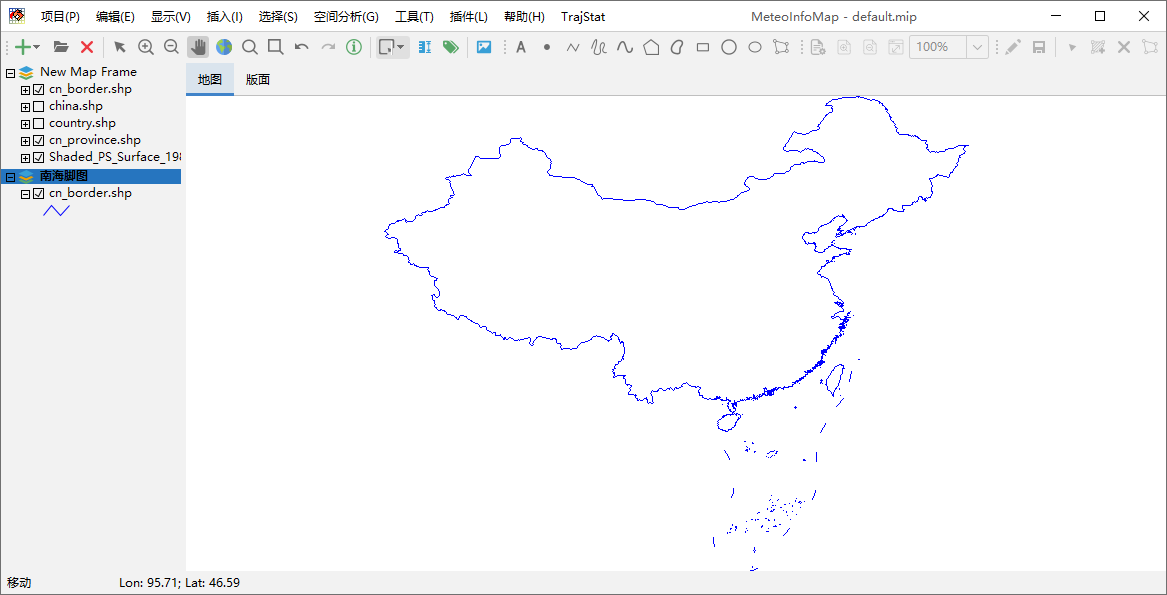 项目(P) 编辑(E) 显示(V) 插入(I) 选择(S) 空间分析(G) 工具(T) 插件(L) 帮助(H) TrajStat MeteoInfoMap - default.mip
100%
New Map Frame
地图 版面
cn_border.shp
china.shp
country.shp
cn_province.shp
Shaded_PS_Surface_198
南海脚图
cn_border.shp
移动 Lon: 95.71; Lat: 46.59